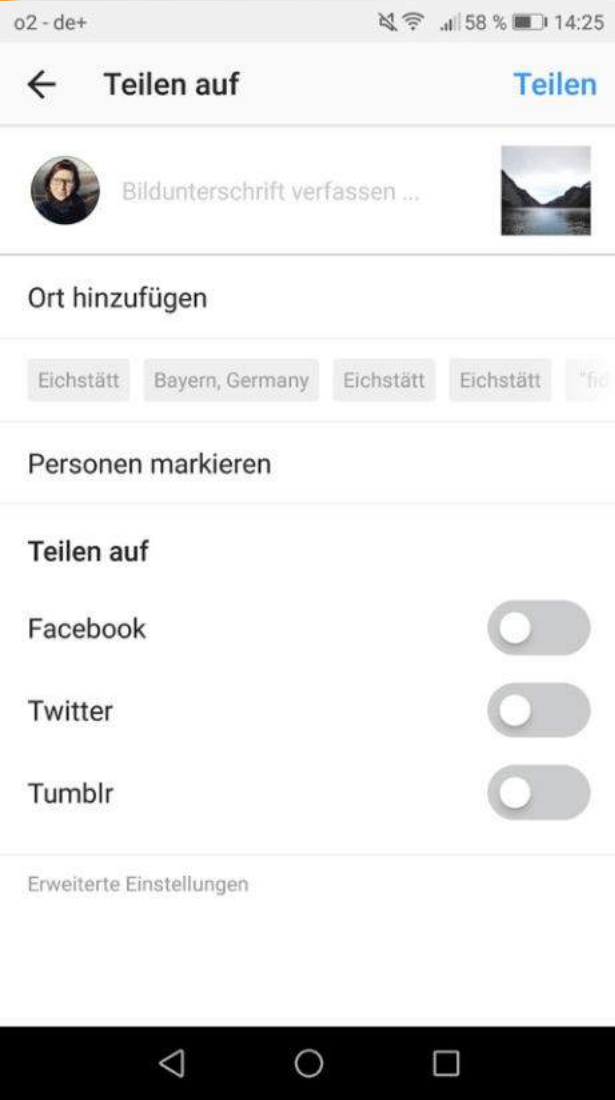 o2 - de+ 58 % 14:25
Teilen auf Teilen
Bildunterschrift verfassen ...
Ort hinzufügen
Eichstätt Bayern, Germany Eichstätt Eichstätt
Personen markieren
Teilen auf
Facebook
Twitter
Tumblr
Erweiterte Einstellungen